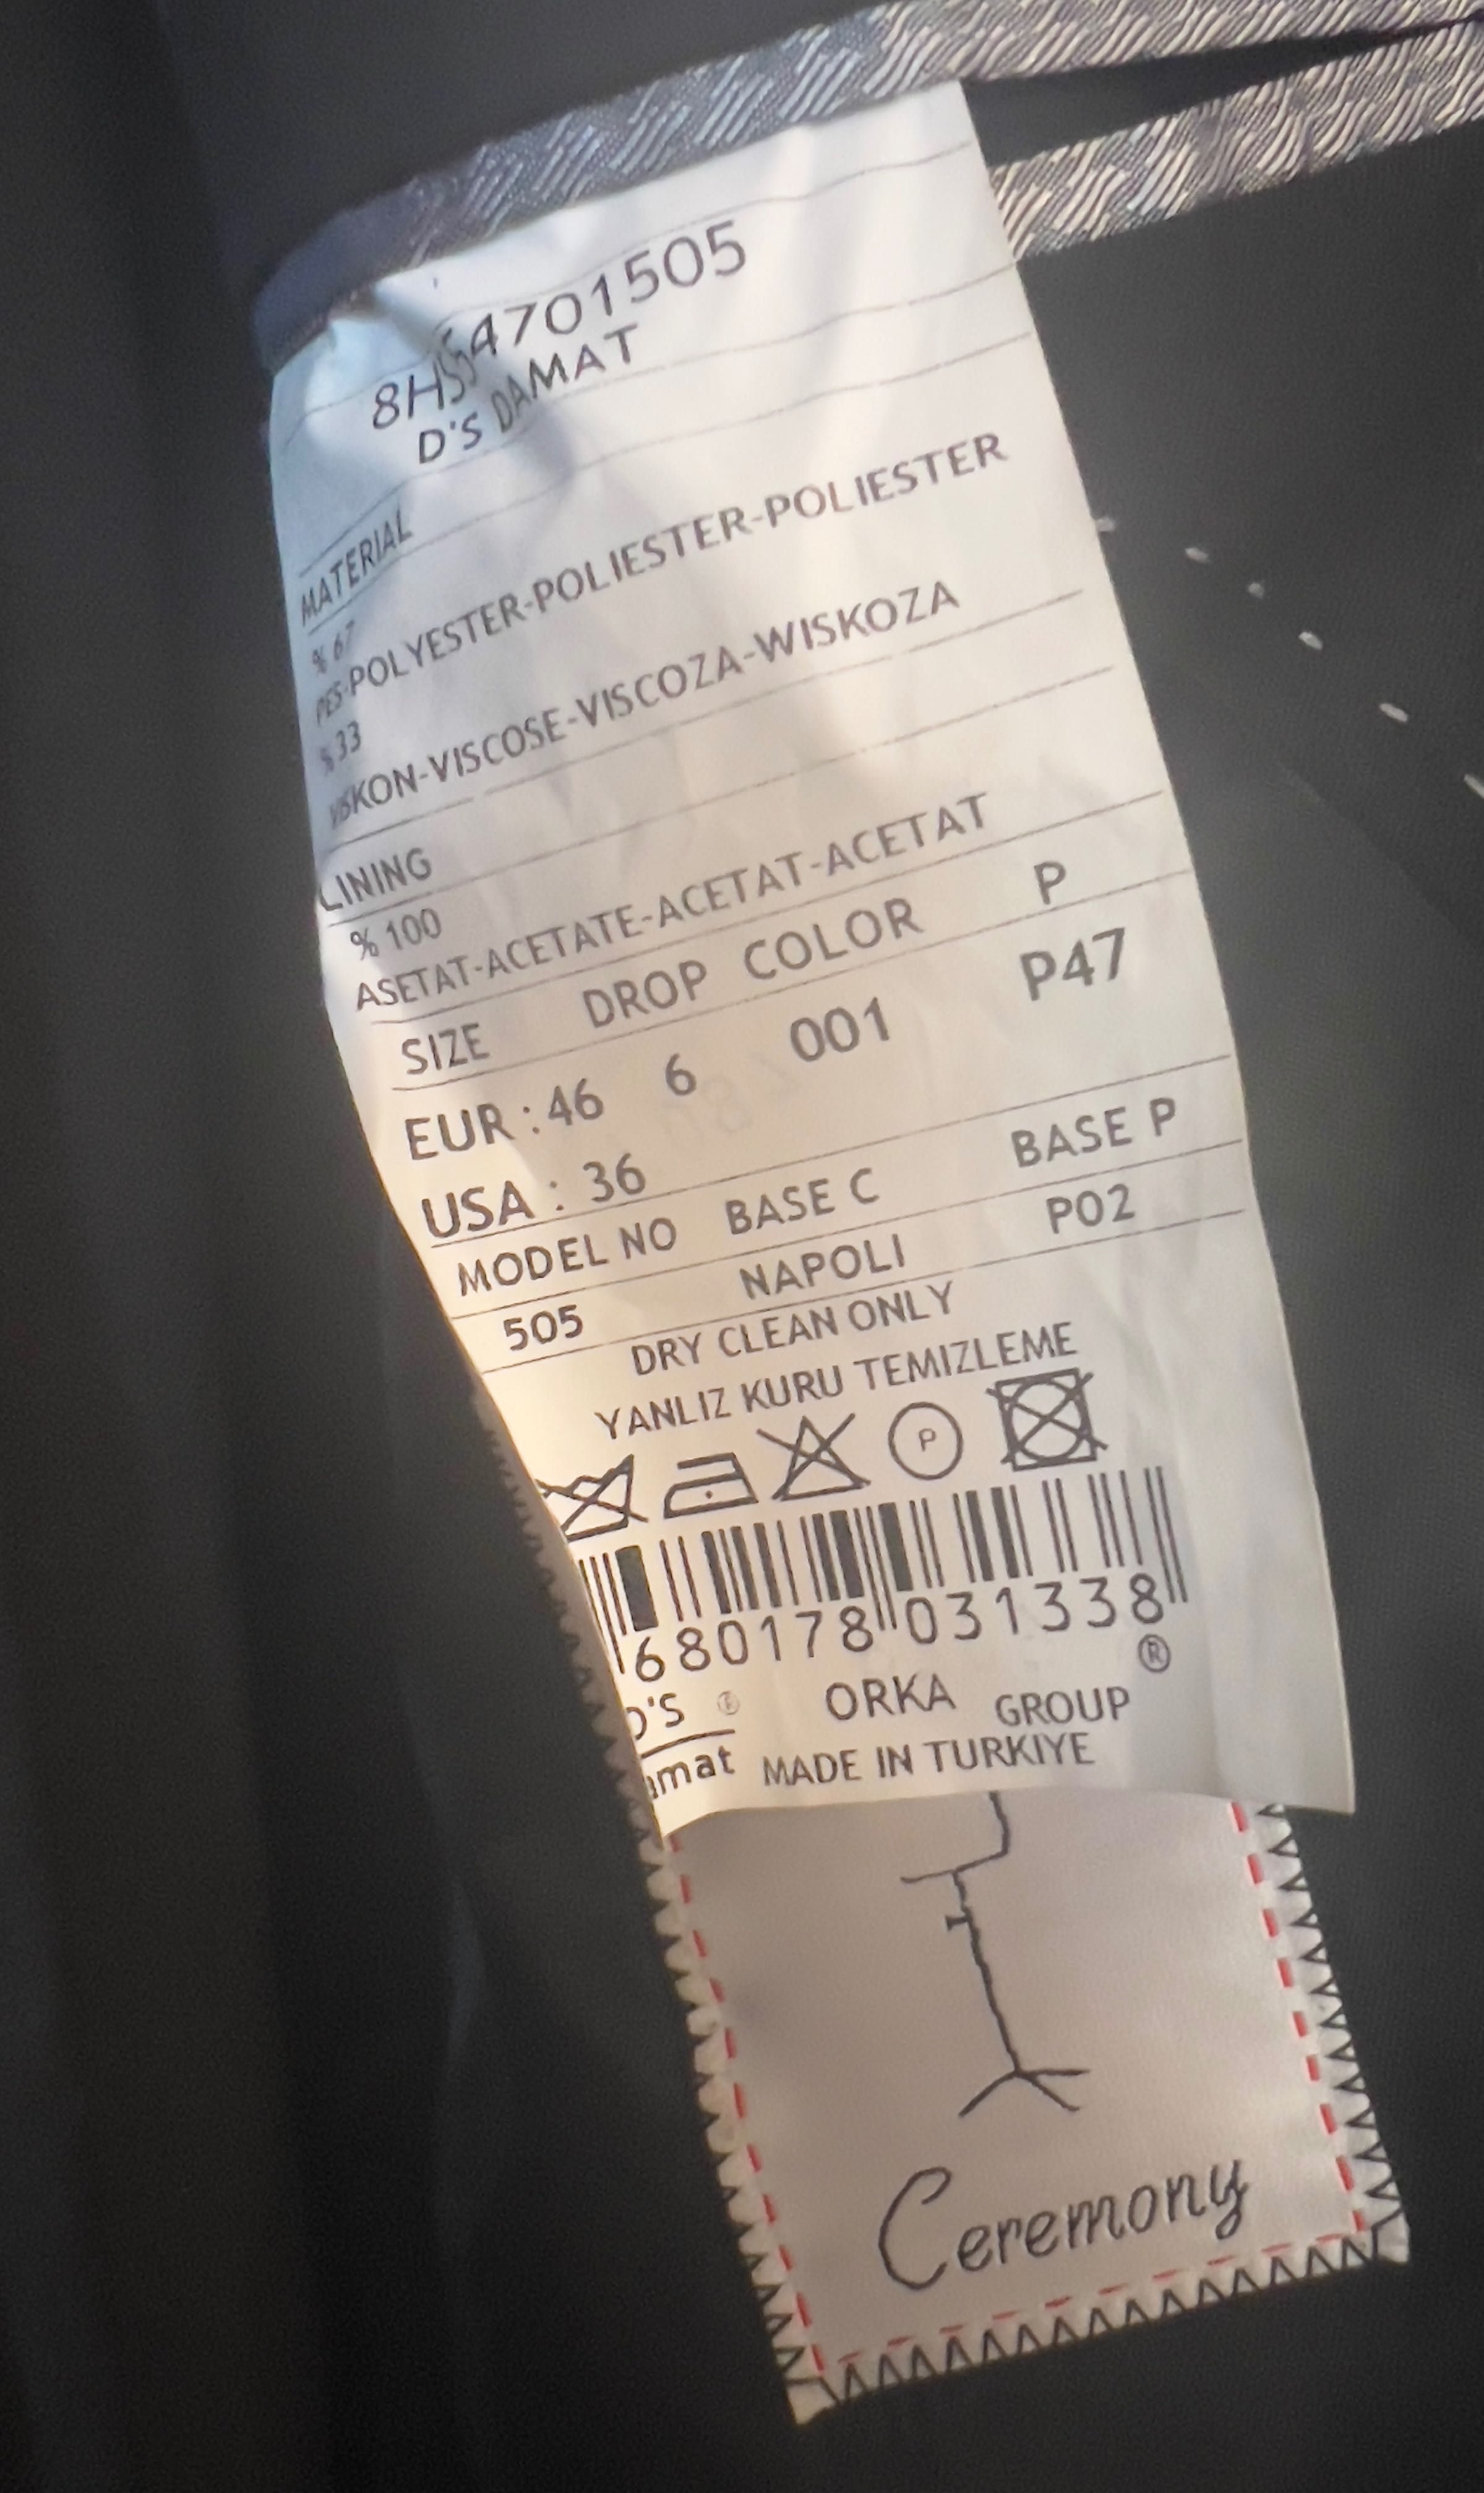 8HS54701505
D'S DAMAT
MATERIAL
% 67
PES-POLYESTER-POLIESTER-POLIESTER
% 33
VISKON-VISCOSE-VISCOZA-WISKOZA
LINING
% 100
ASETAT-ACETATE-ACETAT-ACETAT
SIZE DROP COLOR P
EUR : 46 6 001 P47
USA : 36
MODEL NO BASE C BASE P
505 NAPOLI P02
DRY CLEAN ONLY
YANLIZ KURU TEMIZLEME
P
680178 031338
D'S ® ORKA GROUP ®
amat MADE IN TURKIYE
Ceremony